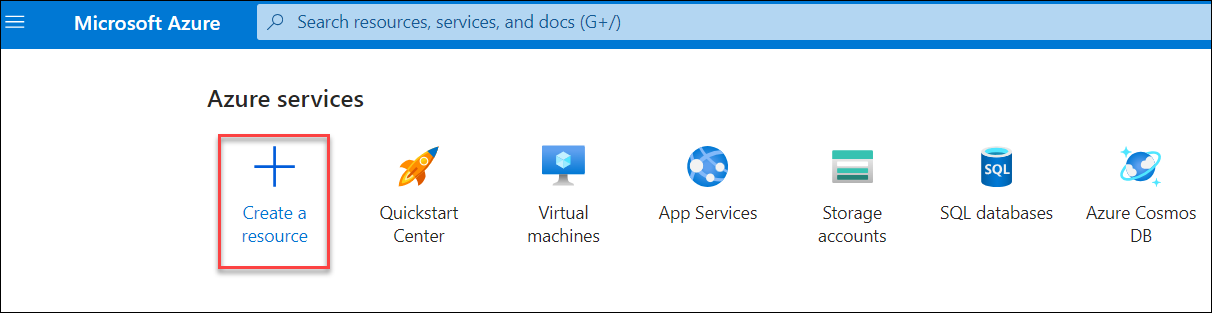 Microsoft Azure
Search resources, services, and docs (G+/)
Azure services
Create a
resource
Quickstart
Center
Virtual
machines
App Services
Storage
accounts
SQL
SQL databases
Azure Cosmos
DB